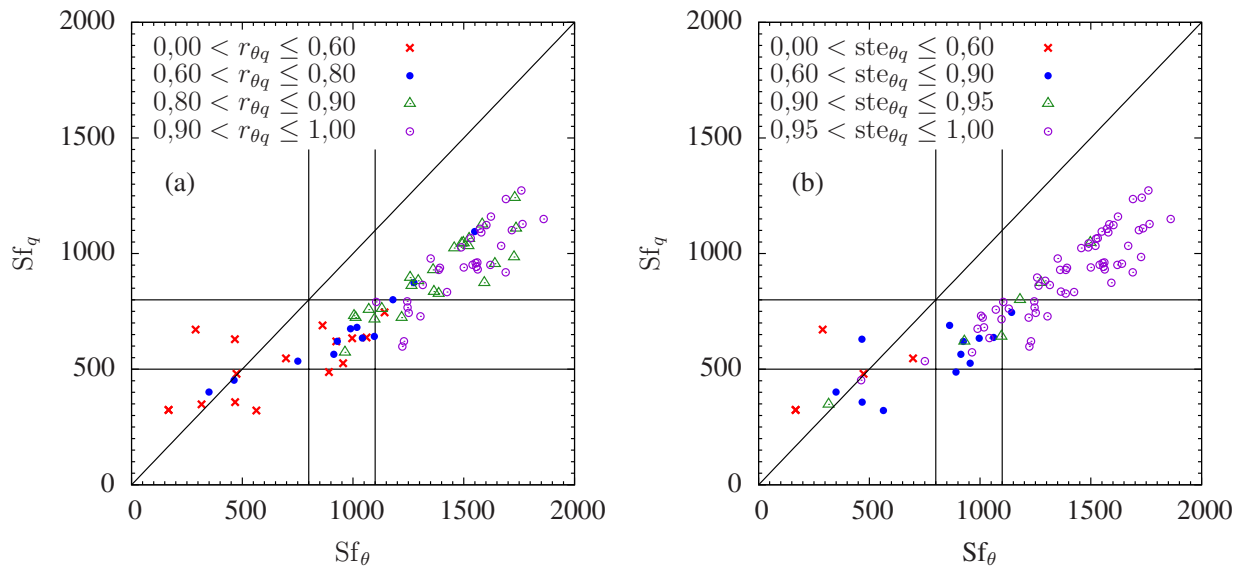 2000
1500
1000
500
0
Sf_q
0,00 < r_θq ≤ 0,60
0,60 < r_θq ≤ 0,80
0,80 < r_θq ≤ 0,90
0,90 < r_θq ≤ 1,00
(a)
0 500 1000 1500 2000
Sf_θ
2000
1500
1000
500
0
Sf_q
0,00 < ste_θq ≤ 0,60
0,60 < ste_θq ≤ 0,90
0,90 < ste_θq ≤ 0,95
0,95 < ste_θq ≤ 1,00
(b)
0 500 1000 1500 2000
Sf_θ